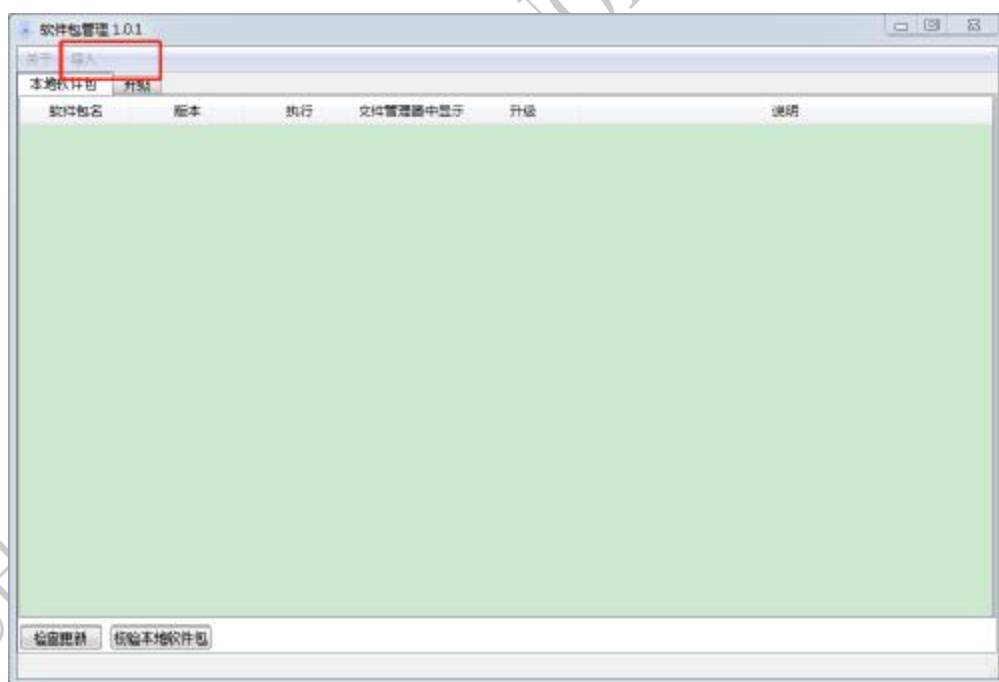 软件包管理 1.0.1
关于 导入
本地软件包 升级
软件包名 版本 执行 文件管理器中显示 升级 说明
检查更新 校验本地软件包